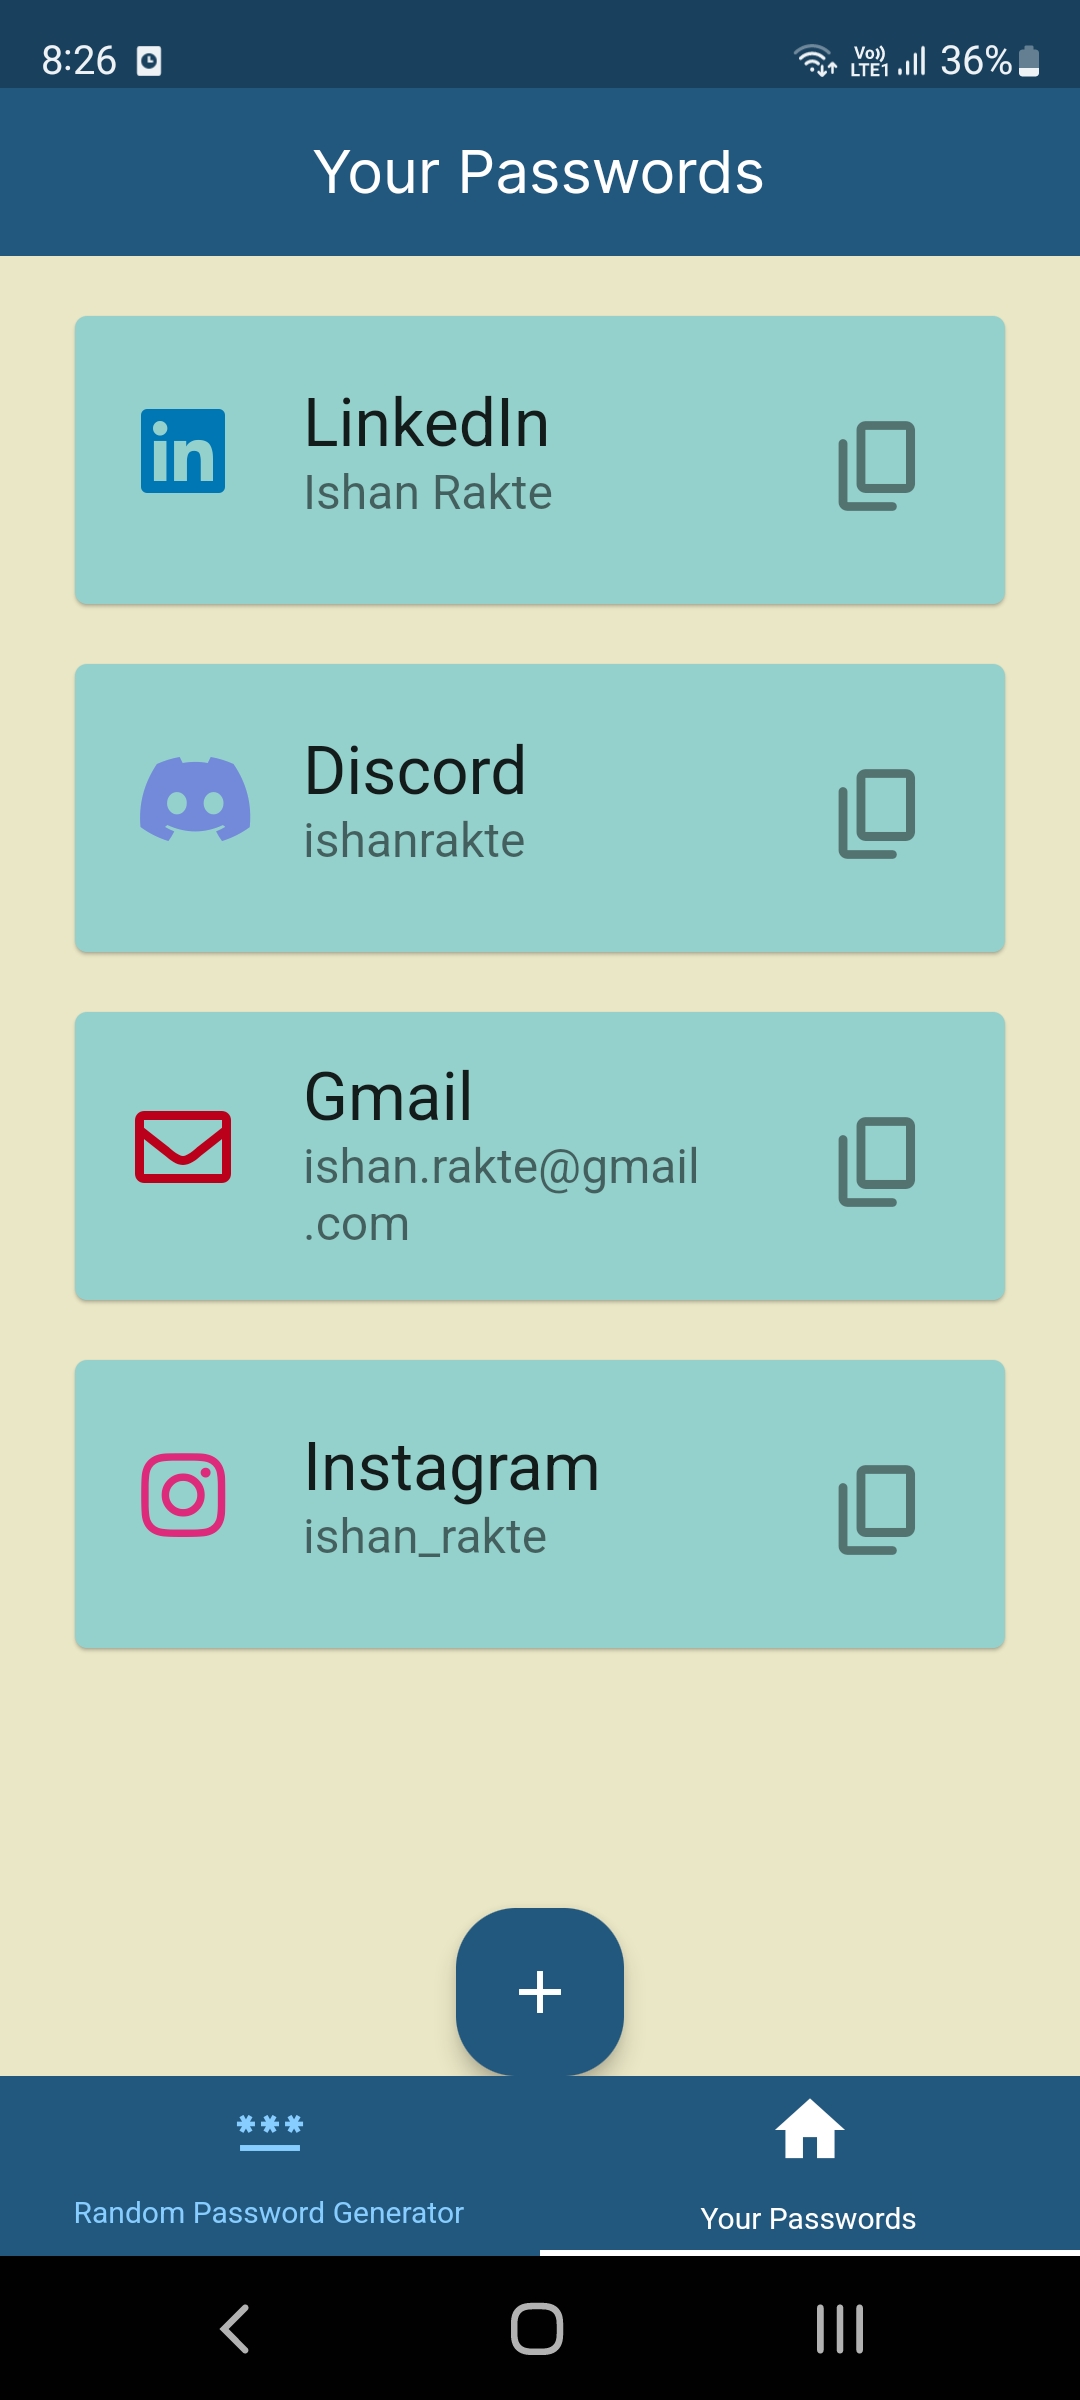 8:26
Vo)) LTE1 36%
Your Passwords
LinkedIn
Ishan Rakte
Discord
ishanrakte
Gmail
ishan.rakte@gmail
.com
Instagram
ishan_rakte
Random Password Generator
Your Passwords